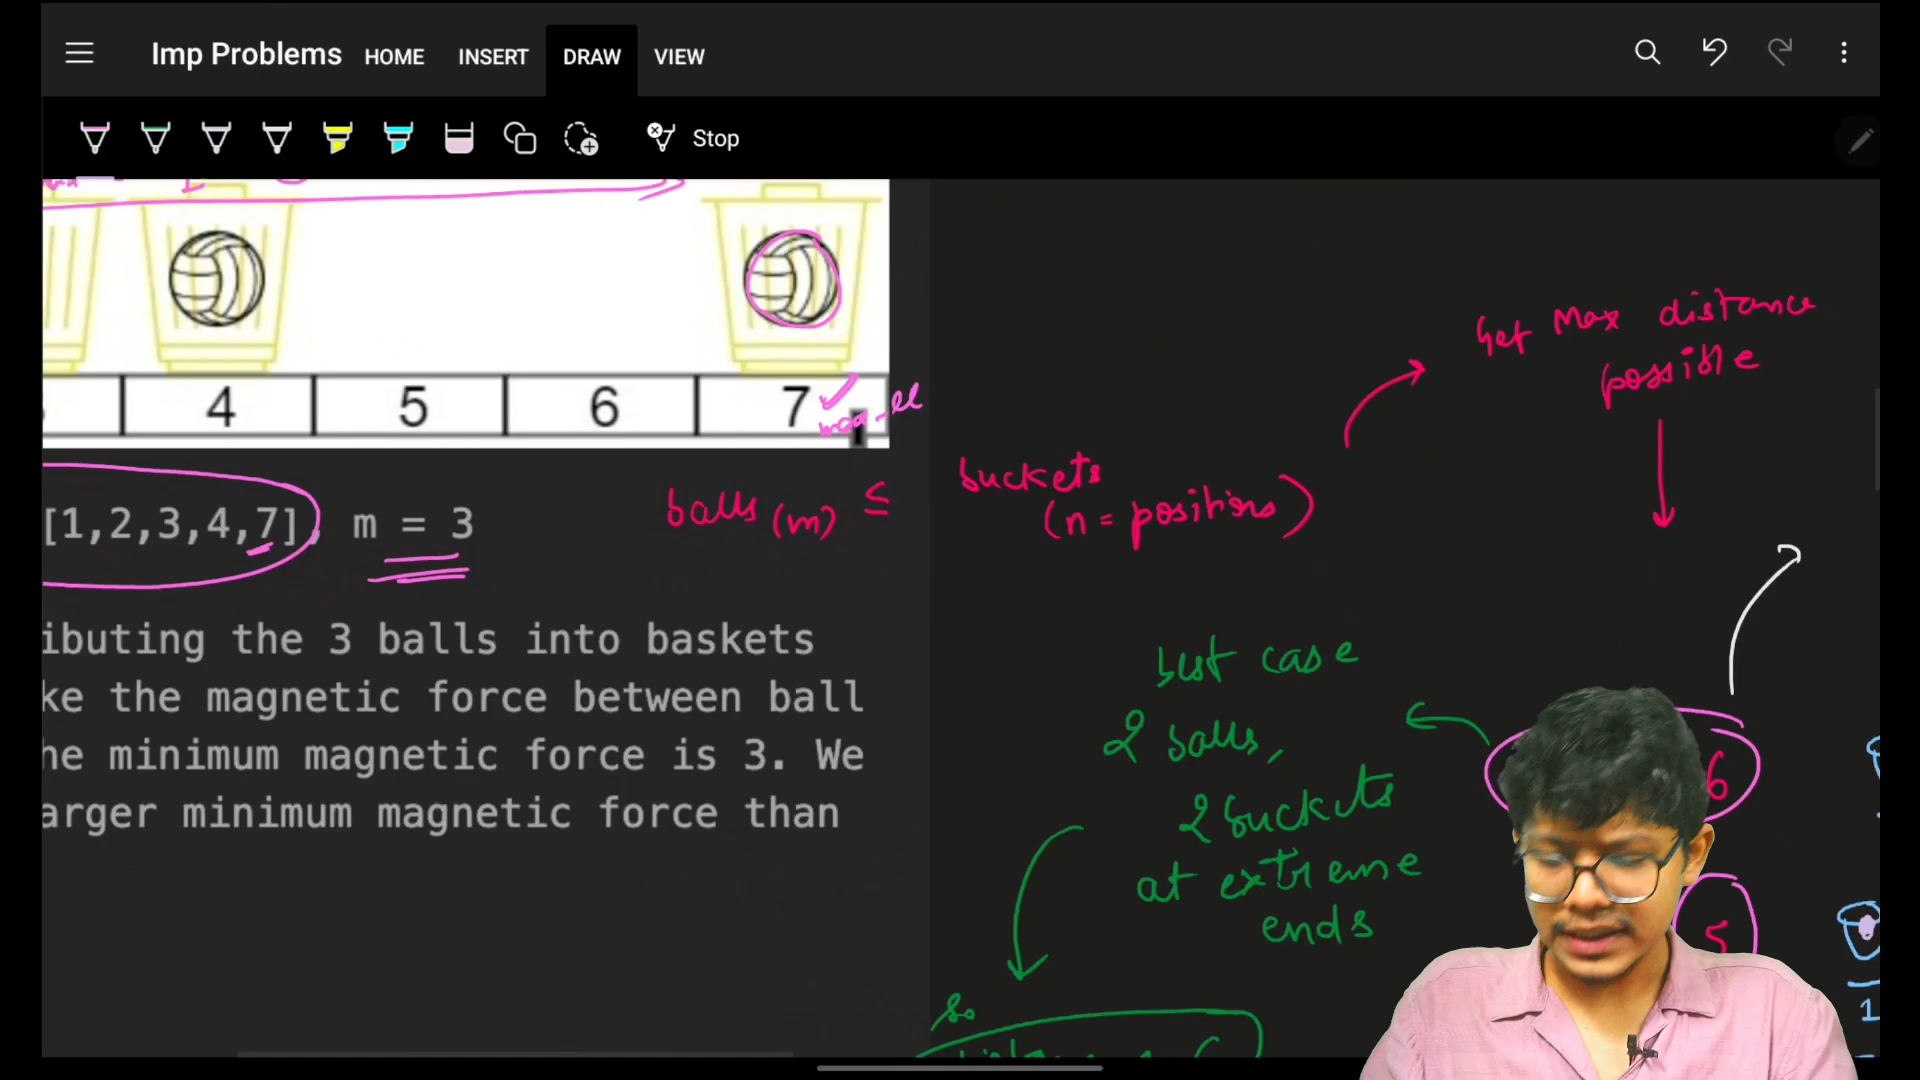 Imp Problems HOME INSERT DRAW VIEW
Stop
4 5 6 7
[1,2,3,4,7], m = 3
balls (m) ≤
buckets
(n = positions)
Get Max distance
possible
ibuting the 3 balls into baskets
ke the magnetic force between ball
he minimum magnetic force is 3. We
arger minimum magnetic force than
best case
2 balls,
2 buckets
at extreme
ends
So
6
5
1